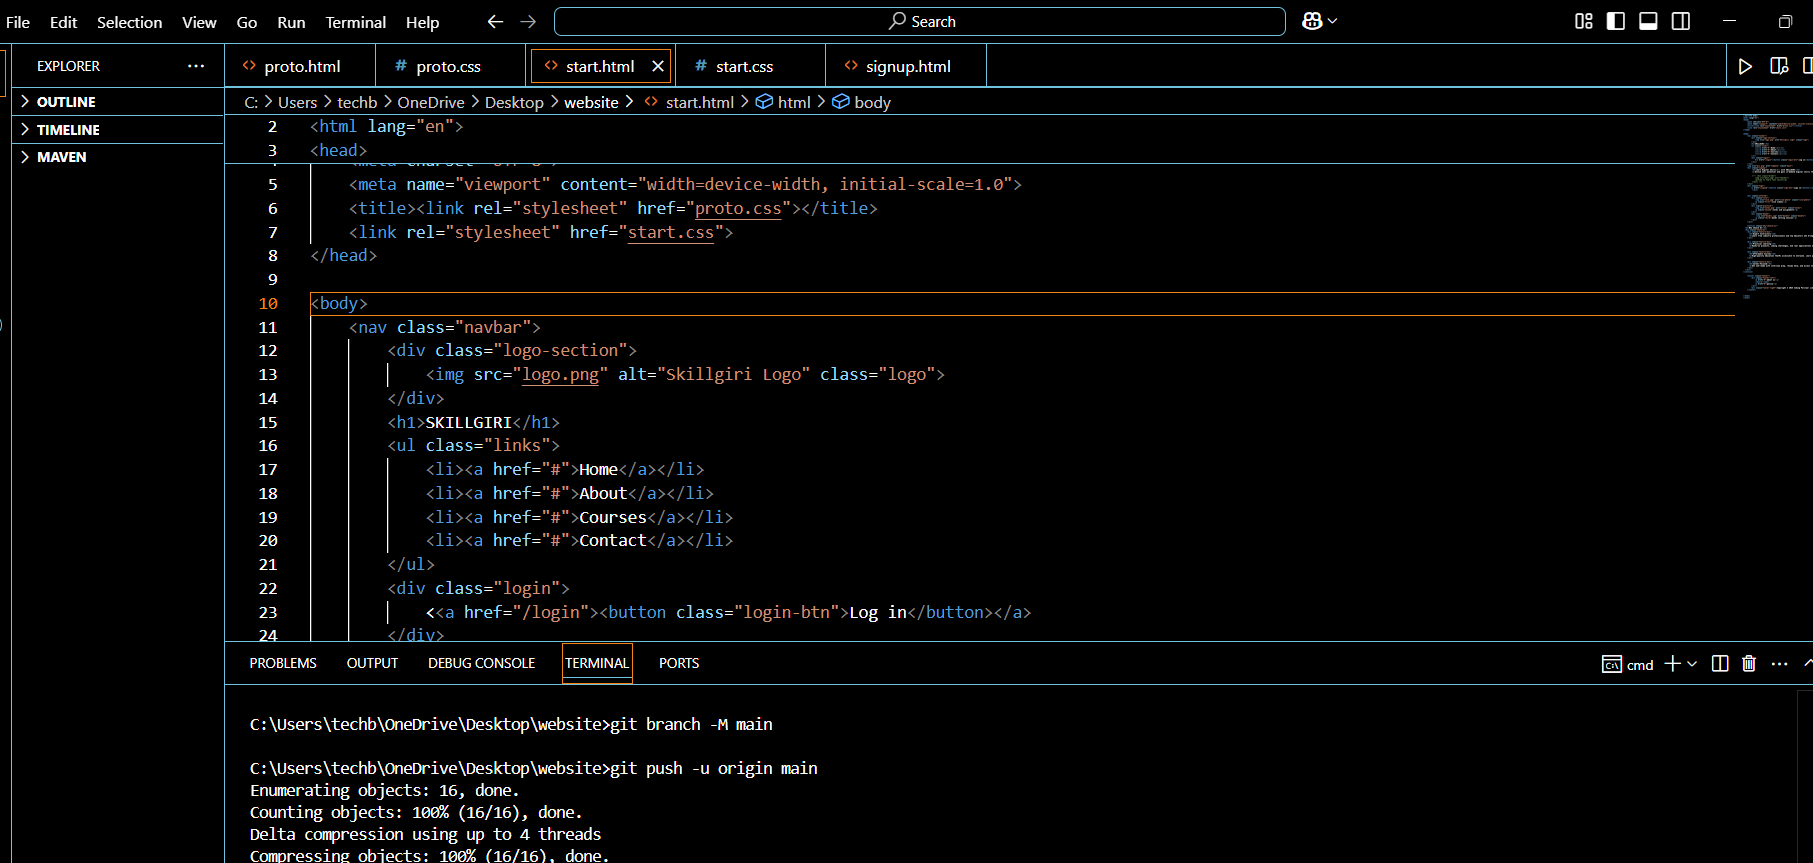 File Edit Selection View Go Run Terminal Help
Search
EXPLORER ···
OUTLINE
TIMELINE
MAVEN
<> proto.html
# proto.css
<> start.html
# start.css
<> signup.html
C: > Users > techb > OneDrive > Desktop > website > <> start.html > html > body
2 <html lang="en">
3 <head>
5 <meta name="viewport" content="width=device-width, initial-scale=1.0">
6 <title><link rel="stylesheet" href="proto.css"></title>
7 <link rel="stylesheet" href="start.css">
8 </head>
9
10 <body>
11 <nav class="navbar">
12 <div class="logo-section">
13 <img src="logo.png" alt="Skillgiri Logo" class="logo">
14 </div>
15 <h1>SKILLGIRI</h1>
16 <ul class="links">
17 <li><a href="#">Home</a></li>
18 <li><a href="#">About</a></li>
19 <li><a href="#">Courses</a></li>
20 <li><a href="#">Contact</a></li>
21 </ul>
22 <div class="login">
23 <<a href="/login"><button class="login-btn">Log in</button></a>
24 </div>
PROBLEMS OUTPUT DEBUG CONSOLE TERMINAL PORTS
cmd
C:\Users\techb\OneDrive\Desktop\website>git branch -M main
C:\Users\techb\OneDrive\Desktop\website>git push -u origin main
Enumerating objects: 16, done.
Counting objects: 100% (16/16), done.
Delta compression using up to 4 threads
Compressing objects: 100% (16/16), done.